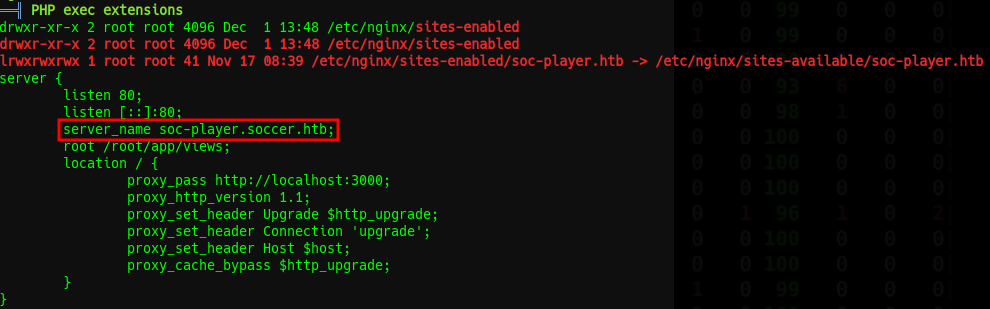 PHP exec extensions
drwxr-xr-x 2 root root 4096 Dec  1 13:48 /etc/nginx/sites-enabled
drwxr-xr-x 2 root root 4096 Dec  1 13:48 /etc/nginx/sites-enabled
lrwxrwxrwx 1 root root 41 Nov 17 08:39 /etc/nginx/sites-enabled/soc-player.htb -> /etc/nginx/sites-available/soc-player.htb
server {
        listen 80;
        listen [::]:80;
        server_name soc-player.soccer.htb;
        root /root/app/views;
        location / {
                proxy_pass http://localhost:3000;
                proxy_http_version 1.1;
                proxy_set_header Upgrade $http_upgrade;
                proxy_set_header Connection 'upgrade';
                proxy_set_header Host $host;
                proxy_cache_bypass $http_upgrade;
        }
}